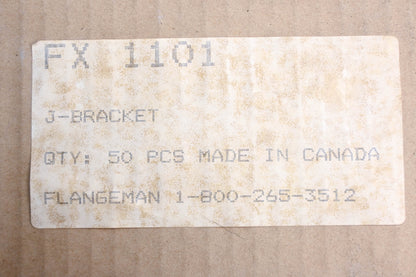 FX 1101
J-BRACKET
QTY: 50 PCS MADE IN CANADA
FLANGEMAN 1-800-265-3512